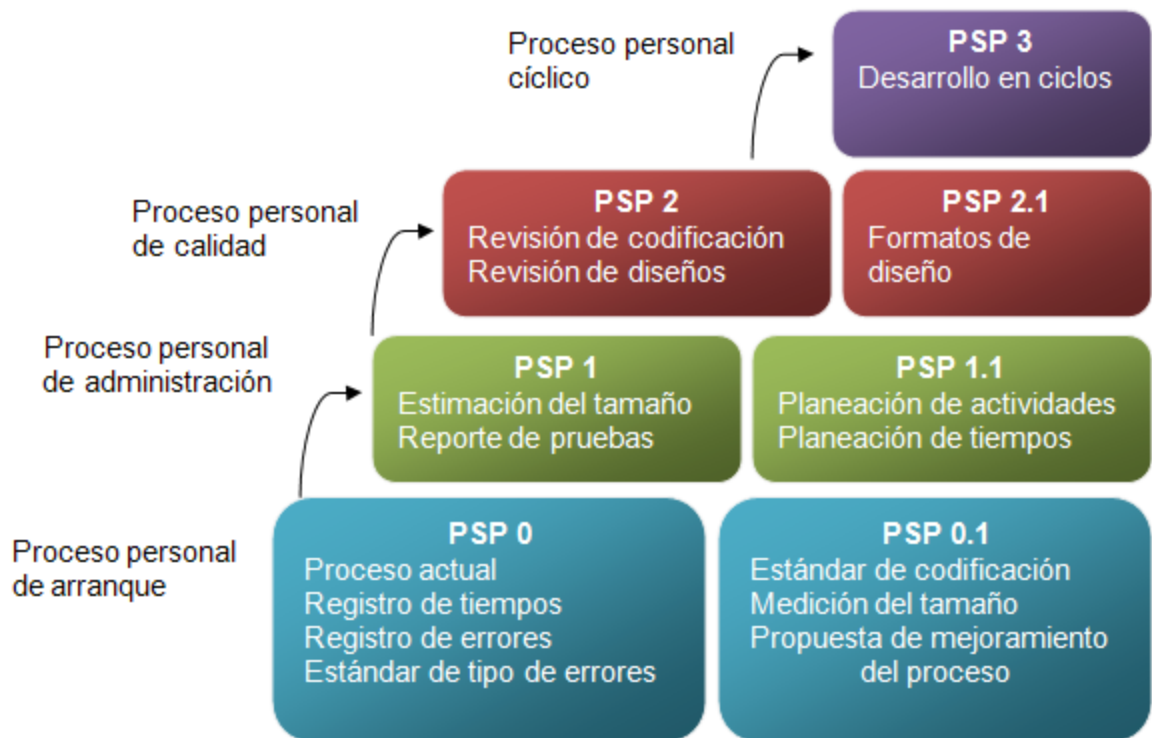 Proceso personal
cíclico
PSP 3
Desarrollo en ciclos
Proceso personal
de calidad
PSP 2
Revisión de codificación
Revisión de diseños
PSP 2.1
Formatos de
diseño
Proceso personal
de administración
PSP 1
Estimación del tamaño
Reporte de pruebas
PSP 1.1
Planeación de actividades
Planeación de tiempos
Proceso personal
de arranque
PSP 0
Proceso actual
Registro de tiempos
Registro de errores
Estándar de tipo de errores
PSP 0.1
Estándar de codificación
Medición del tamaño
Propuesta de mejoramiento
del proceso